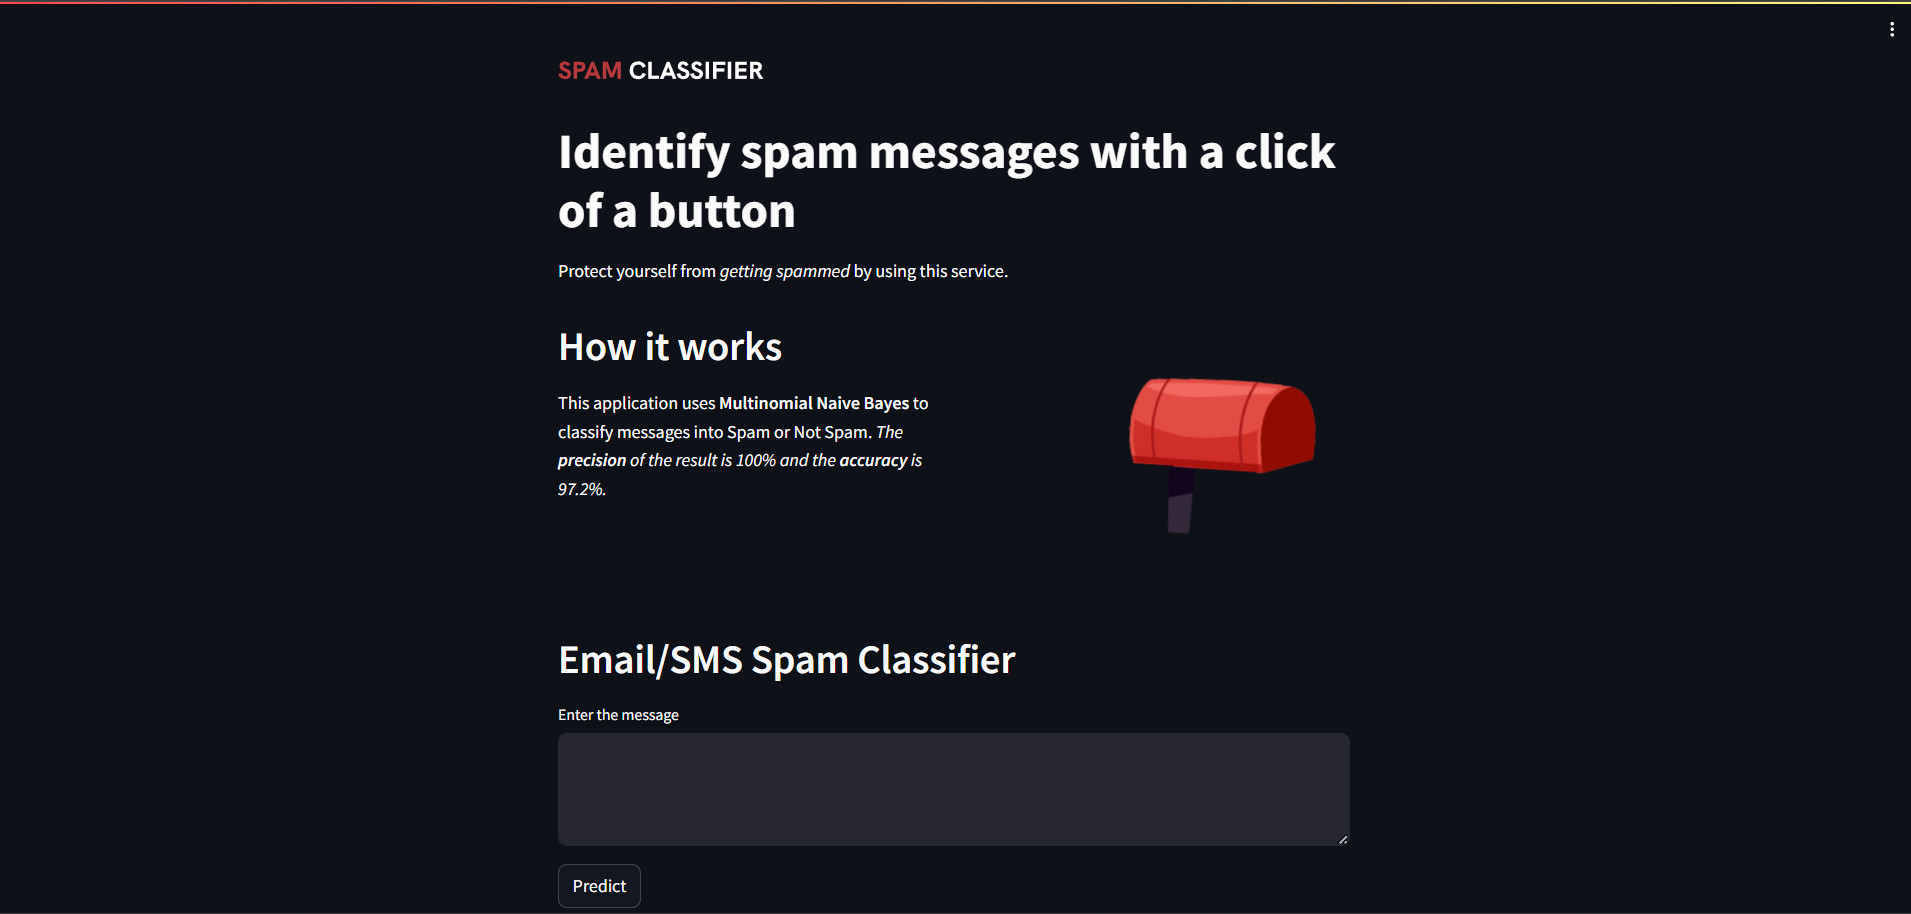 SPAM CLASSIFIER
Identify spam messages with a click
of a button
Protect yourself from getting spammed by using this service.
How it works
This application uses Multinomial Naive Bayes to
classify messages into Spam or Not Spam. The
precision of the result is 100% and the accuracy is
97.2%.
Email/SMS Spam Classifier
Enter the message
Predict